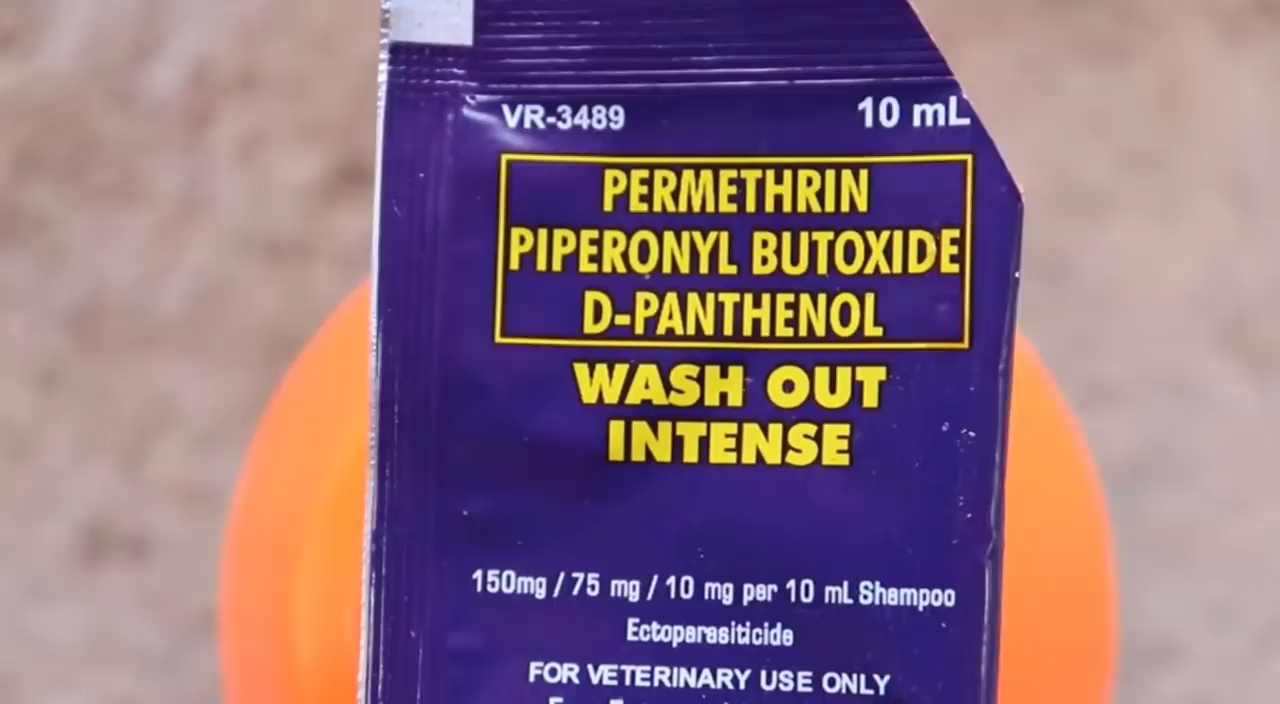 VR-3489 10 mL
PERMETHRIN
PIPERONYL BUTOXIDE
D-PANTHENOL
WASH OUT
INTENSE
150mg / 75 mg / 10 mg per 10 mL Shampoo
Ectoparasiticide
FOR VETERINARY USE ONLY